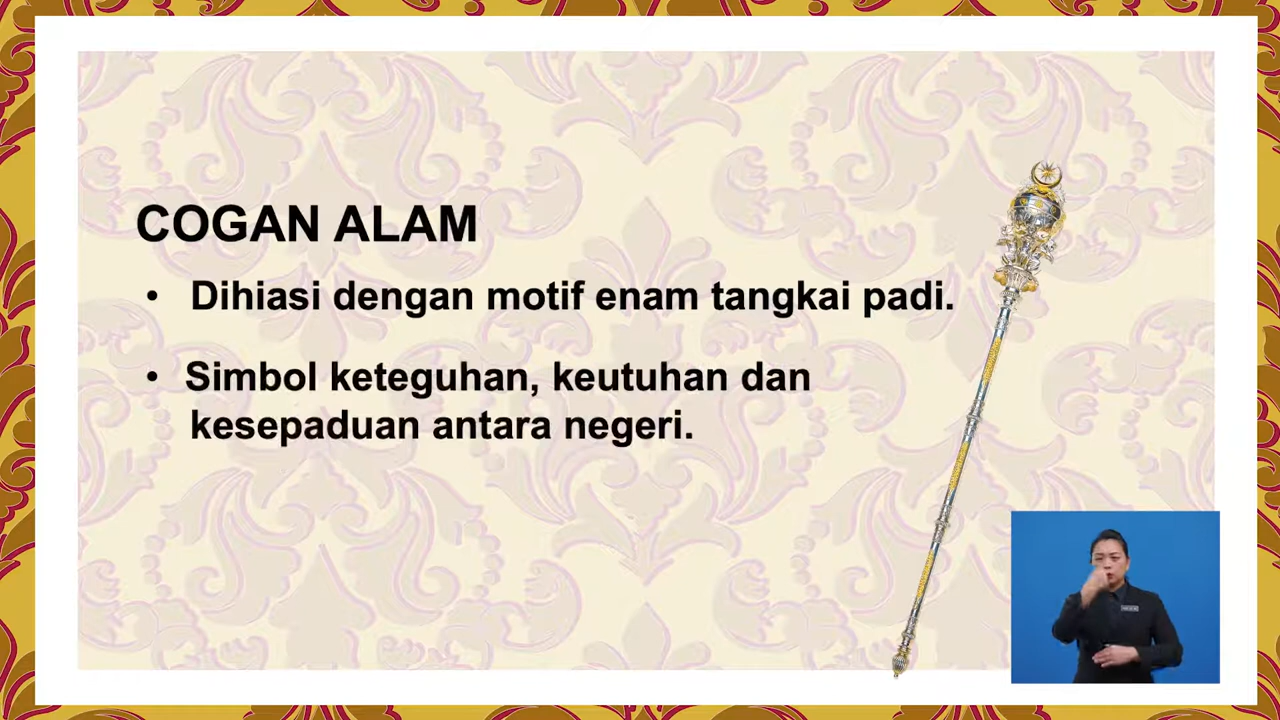 COGAN ALAM
• Dihiasi dengan motif enam tangkai padi.
• Simbol keteguhan, keutuhan dan
kesepaduan antara negeri.